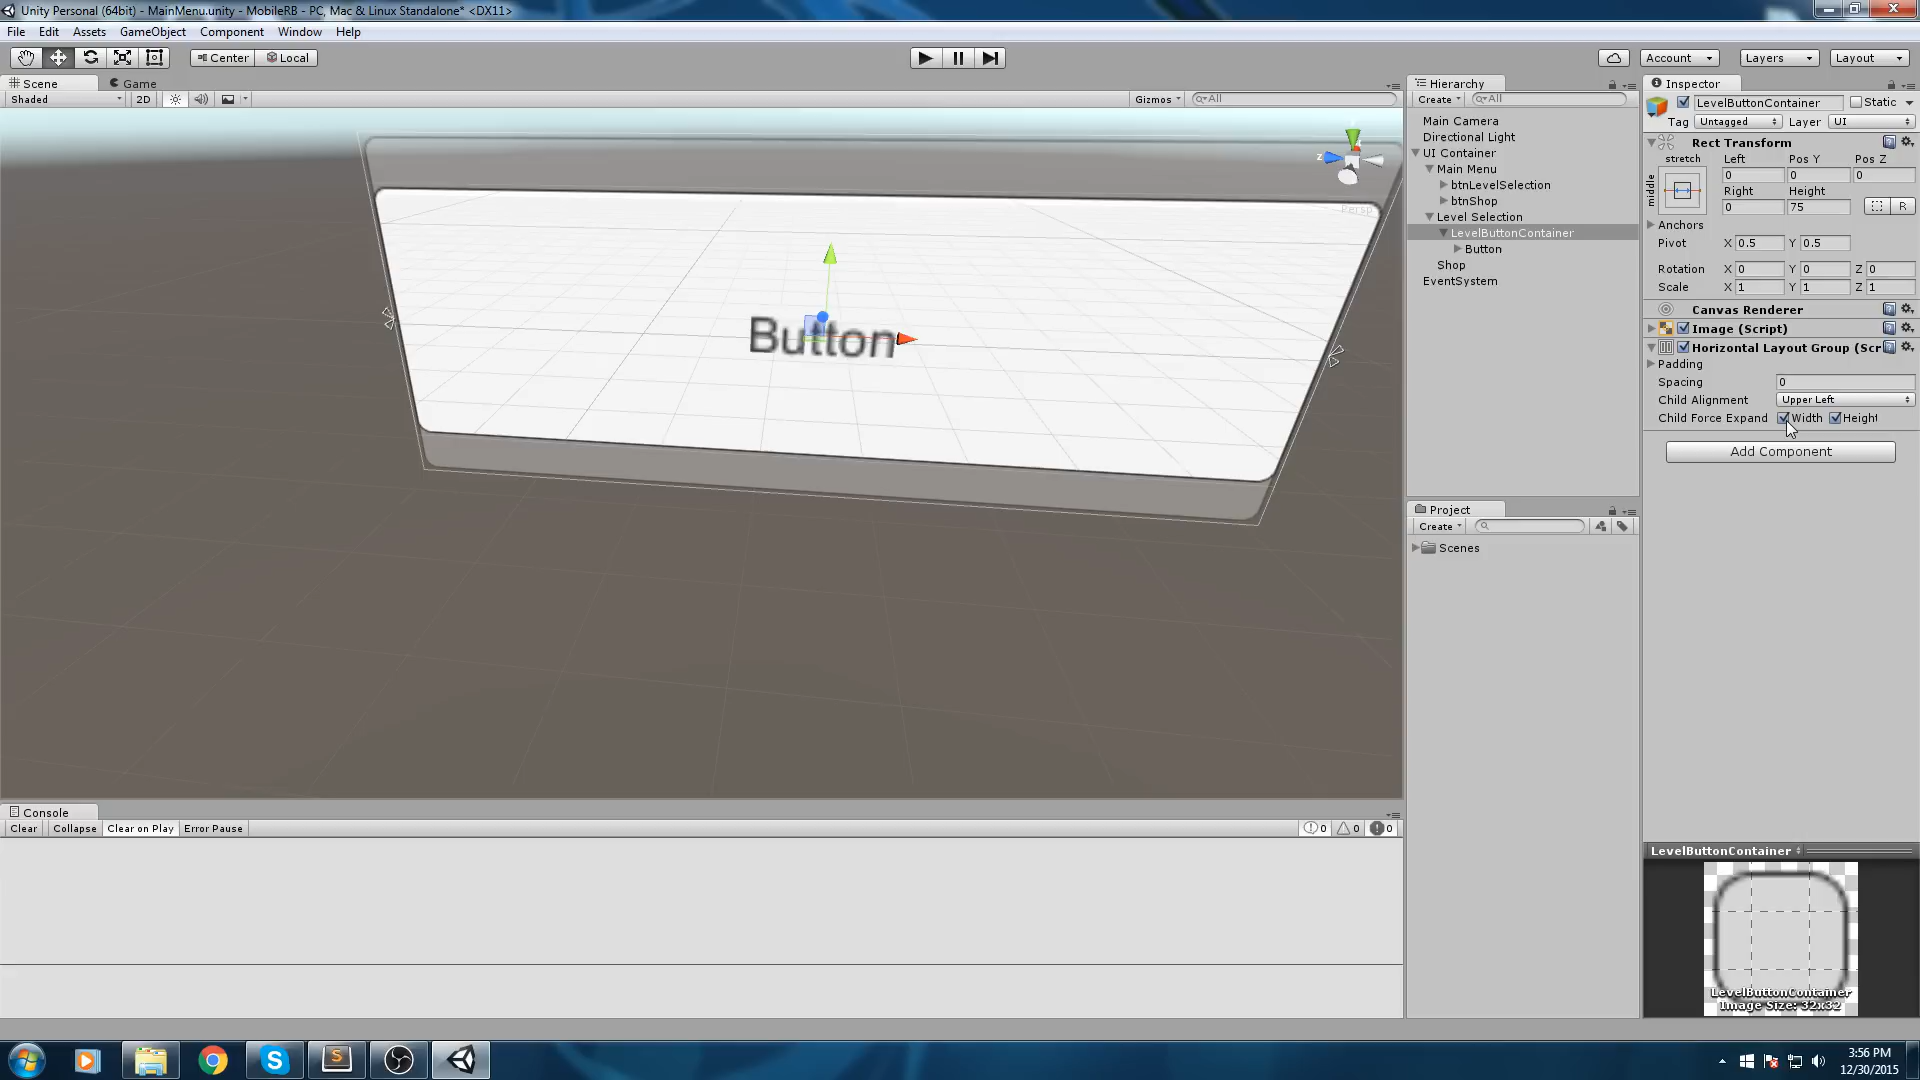 Unity Personal (64bit) - MainMenu.unity - MobileRB - PC, Mac & Linux Standalone* <DX11>
File Edit Assets GameObject Component Window Help
Center Local Account Layers Layout
Scene Game
Shaded 2D Gizmos All
Persp
Button
Hierarchy
Create All
Main Camera
Directional Light
UI Container
Main Menu
btnLevelSelection
btnShop
Level Selection
LevelButtonContainer
Button
Shop
EventSystem
Project
Create
Scenes
Inspector
LevelButtonContainer Static
Tag Untagged Layer UI
Rect Transform
stretch Left Pos Y Pos Z
middle 0 0 0
Right Height
0 75 R
Anchors
Pivot X 0.5 Y 0.5
Rotation X 0 Y 0 Z 0
Scale X 1 Y 1 Z 1
Canvas Renderer
Image (Script)
Horizontal Layout Group (Scr
Padding
Spacing 0
Child Alignment Upper Left
Child Force Expand Width Height
Add Component
Console
Clear Collapse Clear on Play Error Pause 0 0 0
LevelButtonContainer
LevelButtonContainer
Image Size: 32x32
3:56 PM
12/30/2015